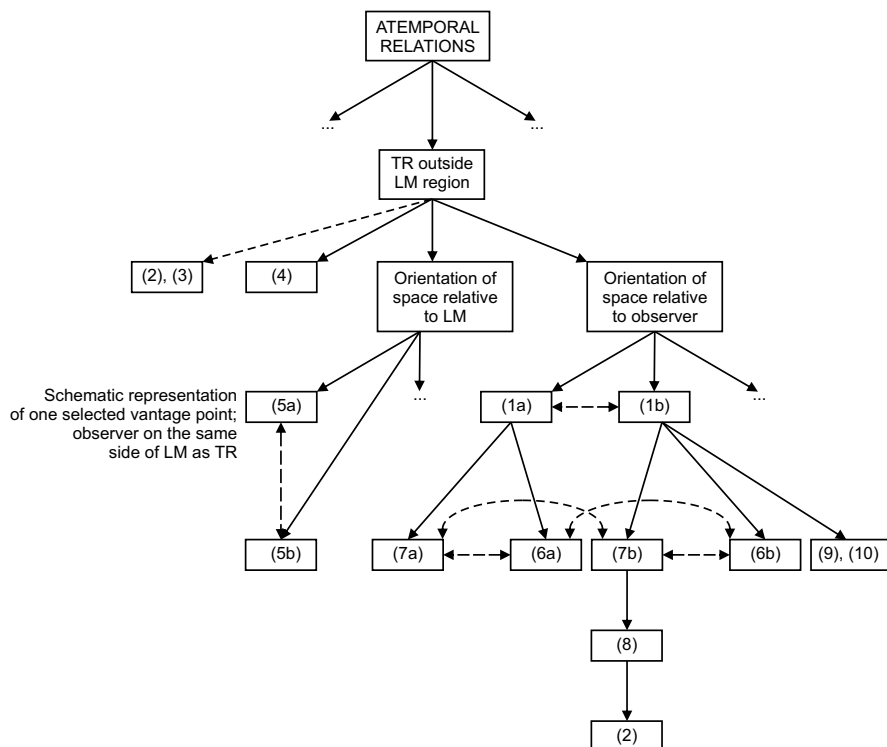 ATEMPORAL
RELATIONS
...
...
TR outside
LM region
(2), (3)
(4)
Orientation of
space relative
to LM
Orientation of
space relative
to observer
Schematic representation
of one selected vantage point;
observer on the same
side of LM as TR
(5a)
...
(1a)
(1b)
...
(5b)
(7a)
(6a)
(7b)
(6b)
(9), (10)
(8)
(2)